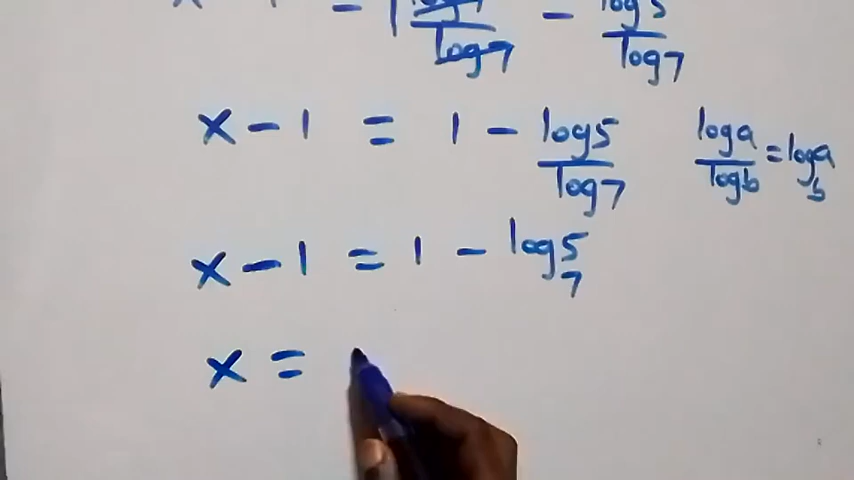 x - 1 = 1 - log5/log7
loga/logb = log_b a
x - 1 = 1 - log_7 5
x =